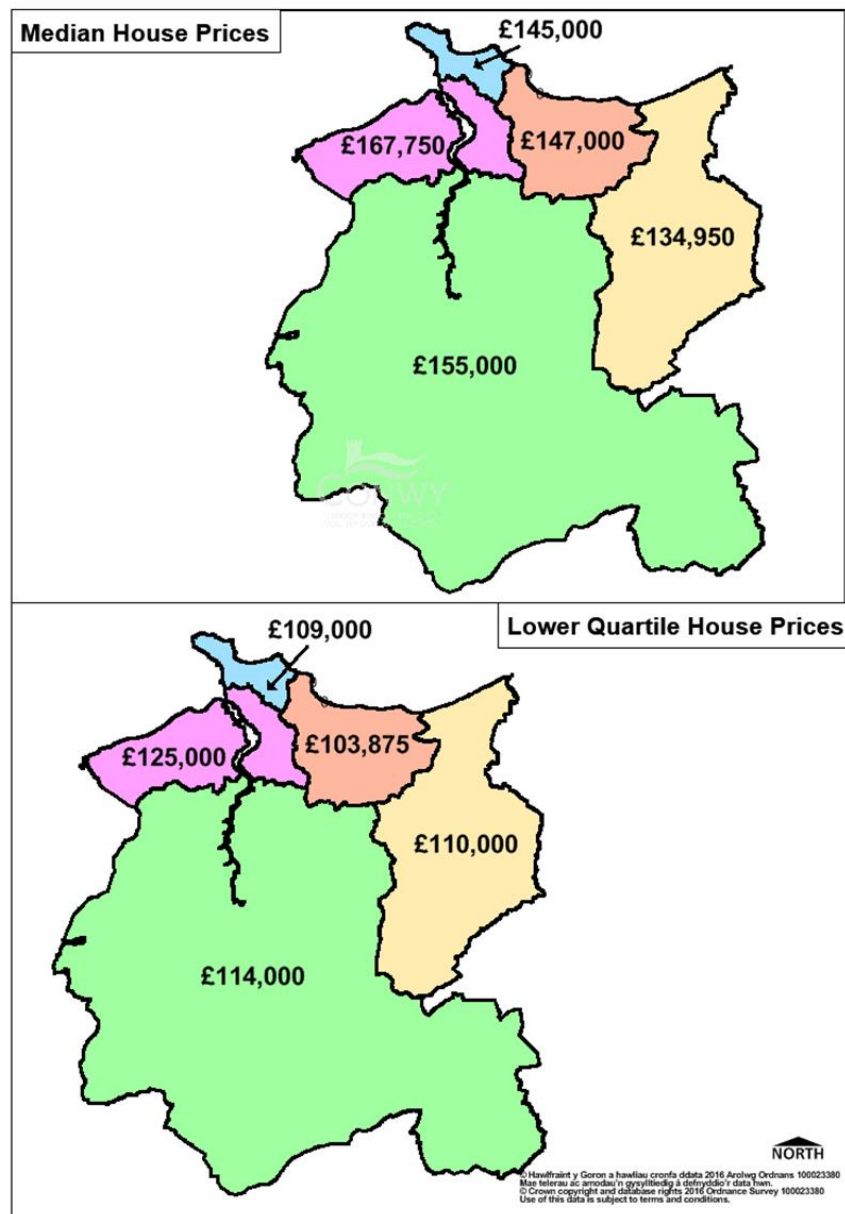 Median House Prices
£145,000
£167,750
£147,000
£134,950
£155,000
CONWY
Lower Quartile House Prices
£109,000
£125,000
£103,875
£110,000
£114,000
NORTH
© Hawlfraint y Goron a hawliau cronfa ddata 2016 Arolwg Ordnans 100023380
Mae telerau ac amodau'n gysylltiedig â defnyddio'r data hwn.
© Crown copyright and database rights 2016 Ordnance Survey 100023380
Use of this data is subject to terms and conditions.